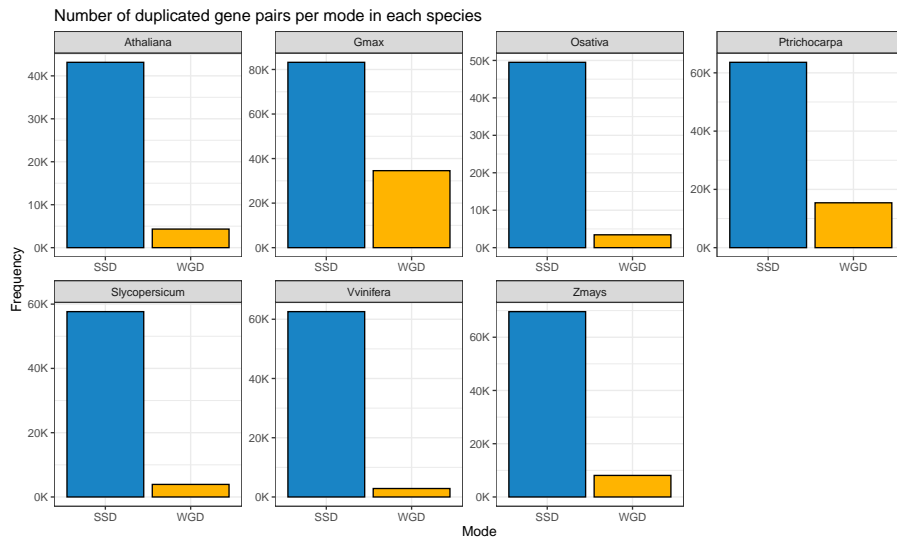 Number of duplicated gene pairs per mode in each species
Athaliana
Gmax
Osativa
Ptrichocarpa
40K
30K
20K
10K
0K
80K
60K
40K
20K
0K
50K
40K
30K
20K
10K
0K
60K
40K
20K
0K
SSD WGD
SSD WGD
SSD WGD
SSD WGD
Frequency
Slycopersicum
Vvinifera
Zmays
60K
40K
20K
0K
60K
40K
20K
0K
60K
40K
20K
0K
SSD WGD
SSD WGD
SSD WGD
Mode